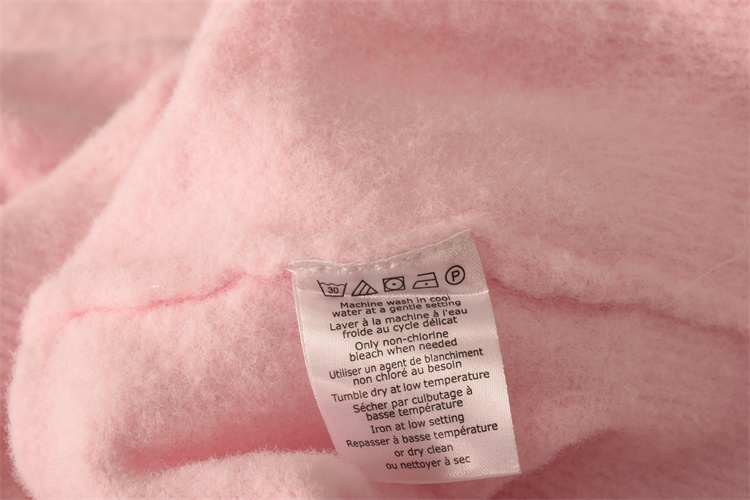 30 P
Machine wash in cool
water at a gentle setting
Laver à la machine à l'eau
froide au cycle délicat
Only non-chlorine
bleach when needed
Utiliser un agent de blanchiment
non chloré au besoin
Tumble dry at low temperature
Sécher par culbutage à
basse température
Iron at low setting
Repasser à basse température
or dry clean
ou nettoyer à sec